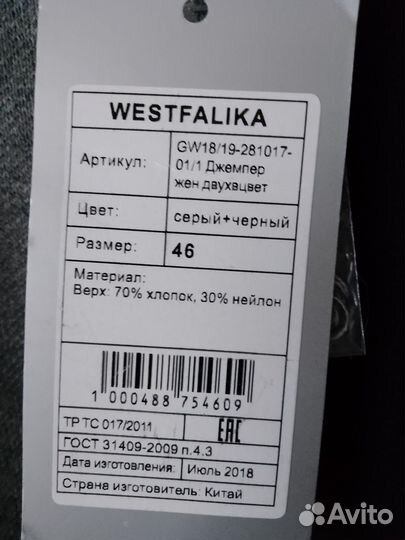 WESTFALIKA
Артикул: GW18/19-281017-
01/1 Джемпер
жен двухвцвет
Цвет: серый+черный
Размер: 46
Материал:
Верх: 70% хлопок, 30% нейлон
1 000488 754609
ТР ТС 017/2011
EAC
ГОСТ 31409-2009 п.4.3
Дата изготовления: Июль 2018
Страна изготовитель: Китай
Avito